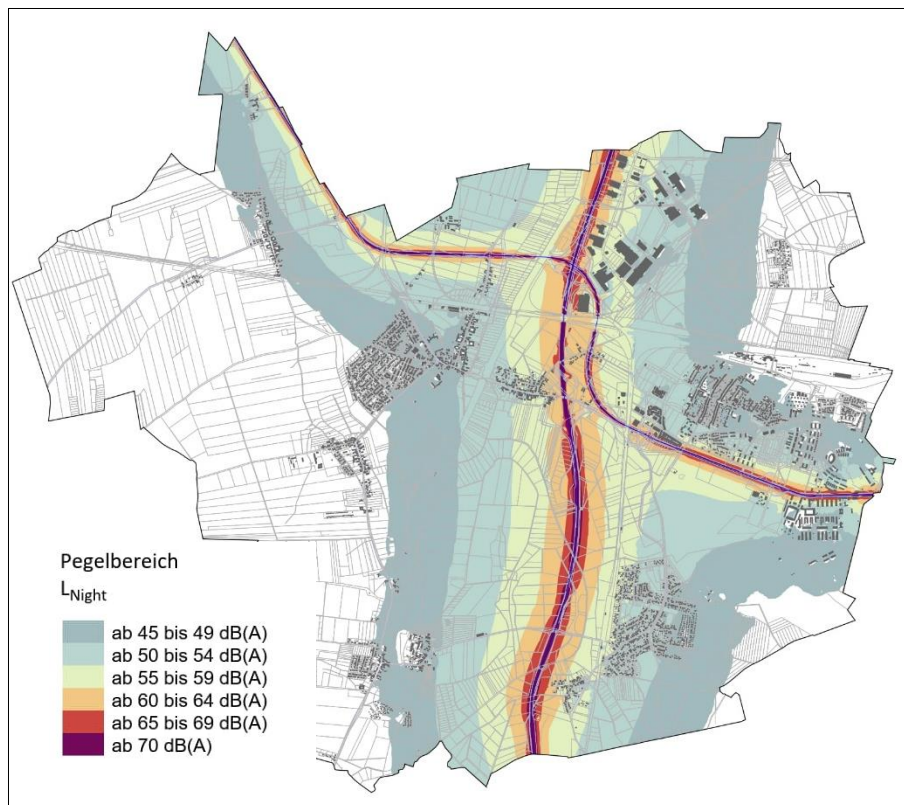 Pegelbereich
LNight
ab 45 bis 49 dB(A)
ab 50 bis 54 dB(A)
ab 55 bis 59 dB(A)
ab 60 bis 64 dB(A)
ab 65 bis 69 dB(A)
ab 70 dB(A)